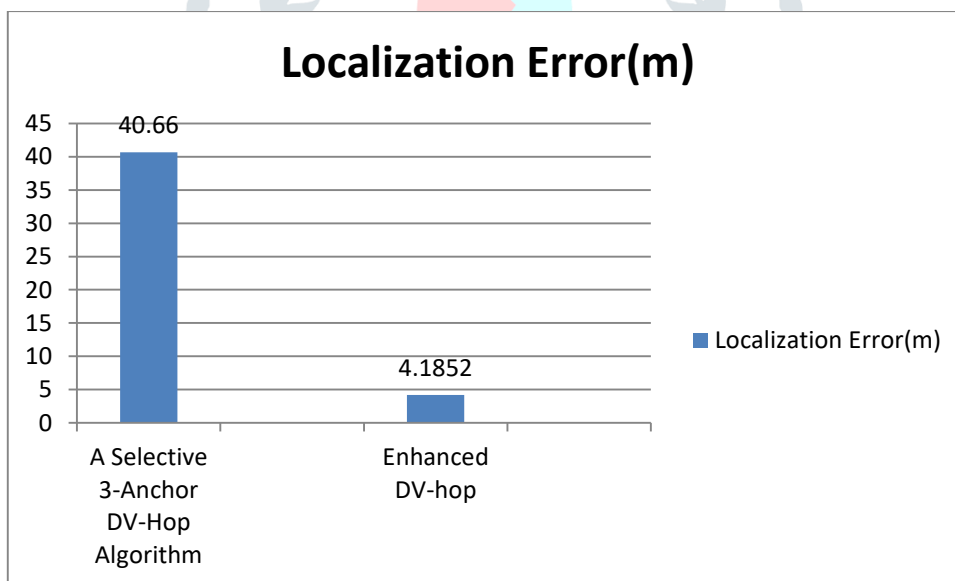 Localization Error(m)
45
40
35
30
25
20
15
10
5
0
40.66
4.1852
A Selective
3-Anchor
DV-Hop
Algorithm
Enhanced
DV-hop
Localization Error(m)